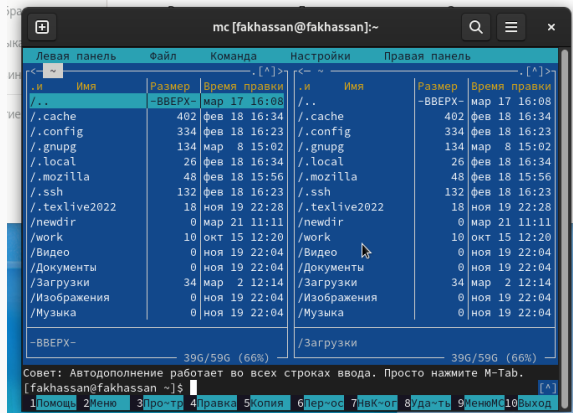 mc [fakhassan@fakhassan]:~
Левая панель Файл Команда Настройки Правая панель
<— ~ .[^]> <— ~ .[^]>
.и Имя Размер Время правки .и Имя Размер Время правки
/.. -ВВЕРХ- мар 17 16:08 /.. -ВВЕРХ- мар 17 16:08
/.cache 402 фев 18 16:34 /.cache 402 фев 18 16:34
/.config 334 фев 18 16:23 /.config 334 фев 18 16:23
/.gnupg 134 мар 8 15:02 /.gnupg 134 мар 8 15:02
/.local 26 фев 18 16:34 /.local 26 фев 18 16:34
/.mozilla 48 фев 18 15:56 /.mozilla 48 фев 18 15:56
/.ssh 132 фев 18 16:23 /.ssh 132 фев 18 16:23
/.texlive2022 18 ноя 19 22:28 /.texlive2022 18 ноя 19 22:28
/newdir 0 мар 21 11:11 /newdir 0 мар 21 11:11
/work 10 окт 15 12:20 /work 10 окт 15 12:20
/Видео 0 ноя 19 22:04 /Видео 0 ноя 19 22:04
/Документы 0 ноя 19 22:04 /Документы 0 ноя 19 22:04
/Загрузки 34 мар 2 12:14 /Загрузки 34 мар 2 12:14
/Изображения 0 ноя 19 22:04 /Изображения 0 ноя 19 22:04
/Музыка 0 ноя 19 22:04 /Музыка 0 ноя 19 22:04
-ВВЕРХ- /Загрузки
39G/59G (66%) 39G/59G (66%)
Совет: Автодополнение работает во всех строках ввода. Просто нажмите M-Tab.
[fakhassan@fakhassan ~]$ [^]
1Помощь 2Меню 3Про~тр 4Правка 5Копия 6Пер~ос 7НвК~ог 8Уда~ть 9МенюMC 10Выход